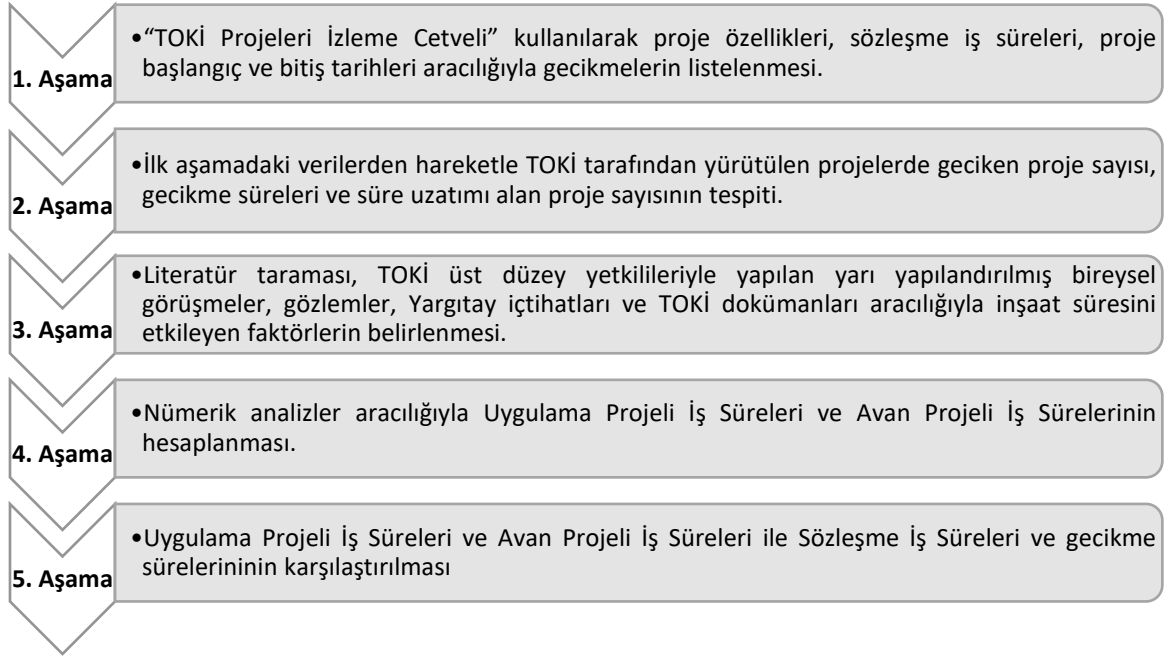 1. Aşama
•“TOKİ Projeleri İzleme Cetveli” kullanılarak proje özellikleri, sözleşme iş süreleri, proje
başlangıç ve bitiş tarihleri aracılığıyla gecikmelerin listelenmesi.
2. Aşama
•İlk aşamadaki verilerden hareketle TOKİ tarafından yürütülen projelerde geciken proje sayısı,
gecikme süreleri ve süre uzatımı alan proje sayısının tespiti.
3. Aşama
•Literatür taraması, TOKİ üst düzey yetkilileriyle yapılan yarı yapılandırılmış bireysel
görüşmeler, gözlemler, Yargıtay içtihatları ve TOKİ dokümanları aracılığıyla inşaat süresini
etkileyen faktörlerin belirlenmesi.
4. Aşama
•Nümerik analizler aracılığıyla Uygulama Projeli İş Süreleri ve Avan Projeli İş Sürelerinin
hesaplanması.
5. Aşama
•Uygulama Projeli İş Süreleri ve Avan Projeli İş Süreleri ile Sözleşme İş Süreleri ve gecikme
sürelerininin karşılaştırılması